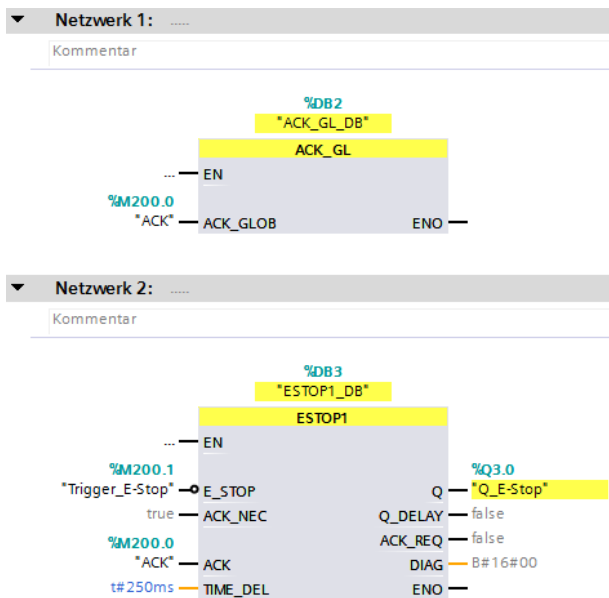 Netzwerk 1: .....
Kommentar
%DB2
"ACK_GL_DB"
ACK_GL
... EN
%M200.0
"ACK" ACK_GLOB ENO
Netzwerk 2: .....
Kommentar
%DB3
"ESTOP1_DB"
ESTOP1
... EN
%M200.1 %Q3.0
"Trigger_E-Stop" E_STOP Q "Q_E-Stop"
true ACK_NEC Q_DELAY false
%M200.0 ACK_REQ false
"ACK" ACK DIAG B#16#00
t#250ms TIME_DEL ENO